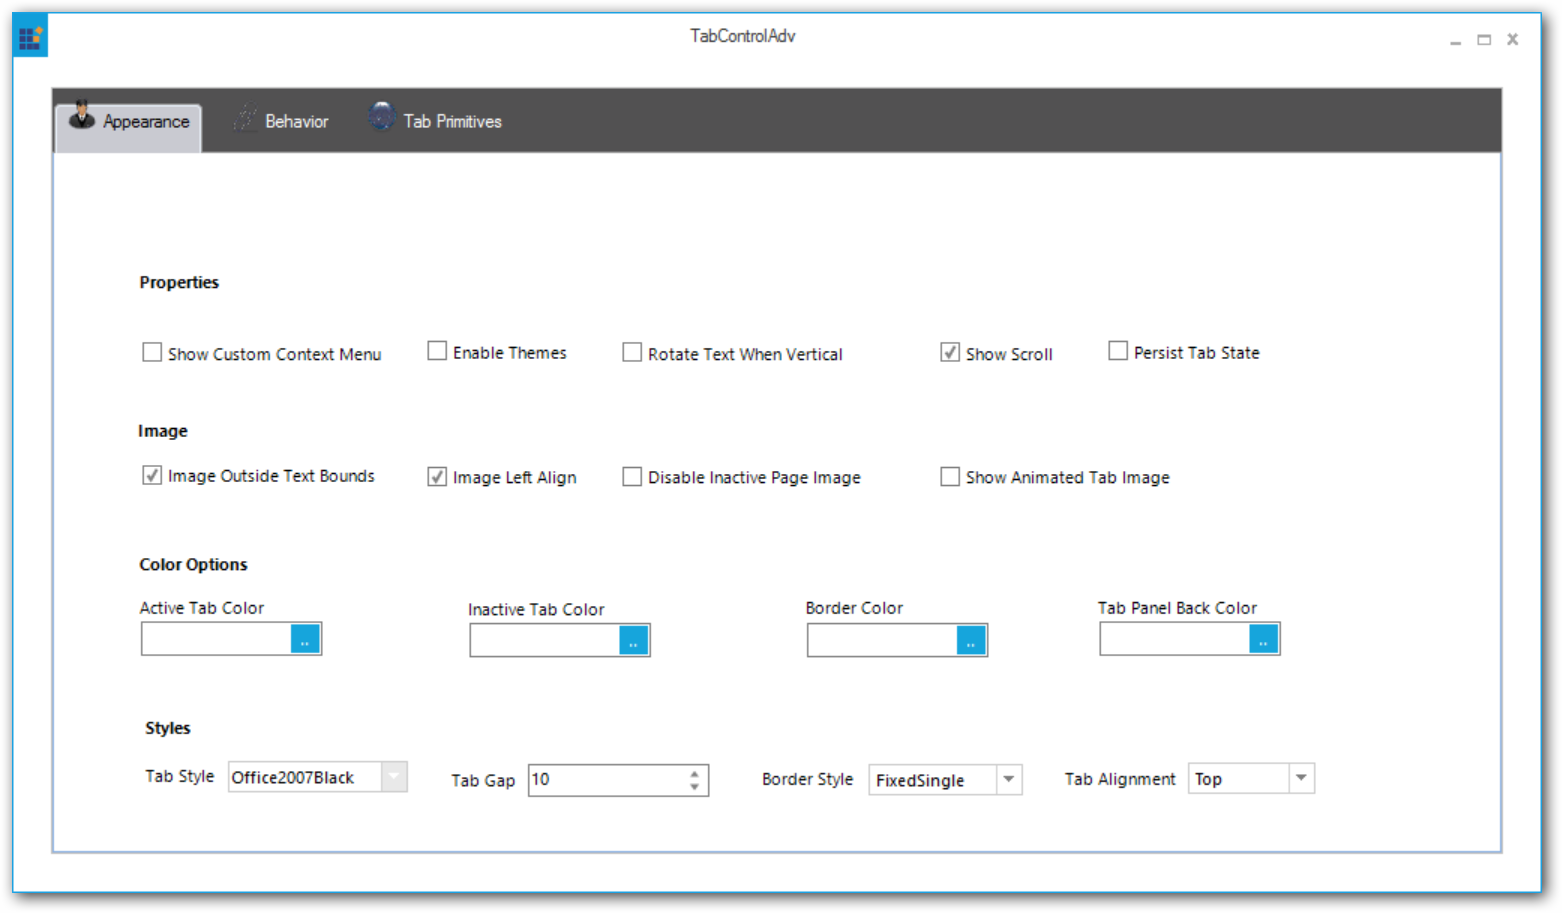 TabControlAdv
Appearance Behavior Tab Primitives
Properties
Show Custom Context Menu Enable Themes Rotate Text When Vertical Show Scroll Persist Tab State
Image
Image Outside Text Bounds Image Left Align Disable Inactive Page Image Show Animated Tab Image
Color Options
Active Tab Color Inactive Tab Color Border Color Tab Panel Back Color
.. .. .. ..
Styles
Tab Style Office2007Black Tab Gap 10 Border Style FixedSingle Tab Alignment Top